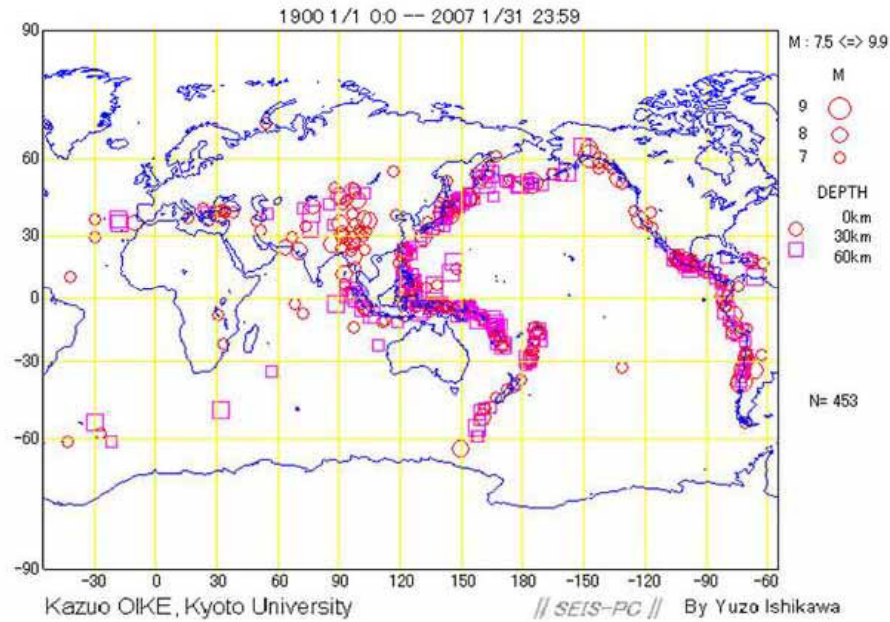 1900 1/1 0:0 -- 2007 1/31 23:59
90
60
30
0
-30
-60
-90
-30 0 30 60 90 120 150 180 -150 -120 -90 -60
M : 7.5 <=> 9.9
M
9
8
7
DEPTH
0km
30km
60km
N= 453
Kazuo OIKE, Kyoto University // SEIS-PC // By Yuzo Ishikawa